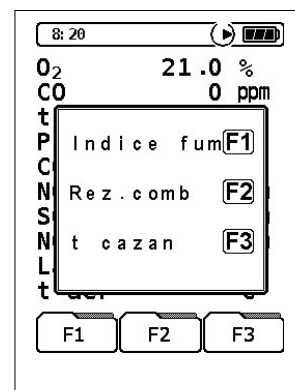 8:20
O2 21.0 %
CO 0 ppm
t
P
Indice fum F1
C
N
Rez.comb F2
S
N
t cazan F3
L
t
F1 F2 F3